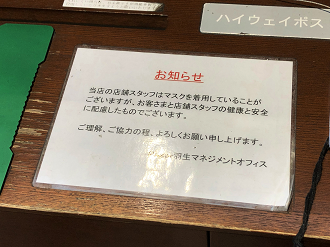 ハイウェイポス
お知らせ
当店の店舗スタッフはマスクを着用していることが
ございますが、お客さまと店舗スタッフの健康と安全
に配慮したものでございます。
ご理解、ご協力の程、よろしくお願い申し上げます。
羽生マネジメントオフィス